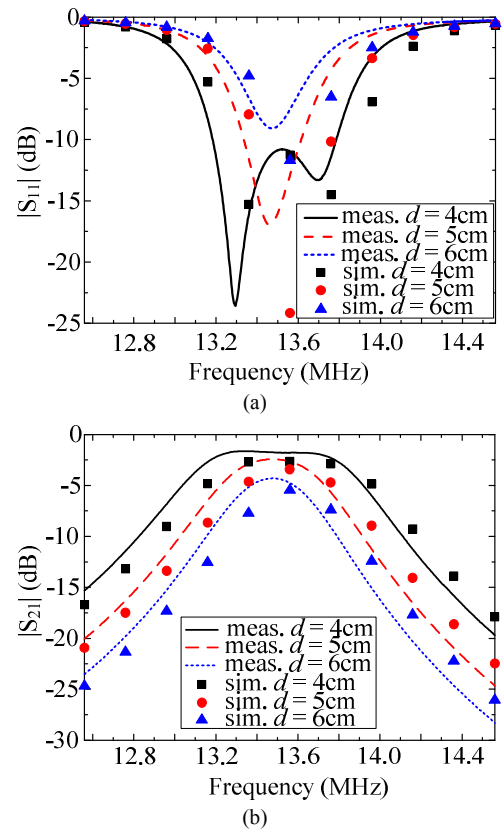 0
−5
−10
−15
−20
−25
|S11| (dB)
meas. d = 4cm
meas. d = 5cm
meas. d = 6cm
sim. d = 4cm
sim. d = 5cm
sim. d = 6cm
12.8 13.2 13.6 14.0 14.4
Frequency (MHz)
(a)
0
−5
−10
−15
−20
−25
−30
|S21| (dB)
meas. d = 4cm
meas. d = 5cm
meas. d = 6cm
sim. d = 4cm
sim. d = 5cm
sim. d = 6cm
12.8 13.2 13.6 14.0 14.4
Frequency (MHz)
(b)